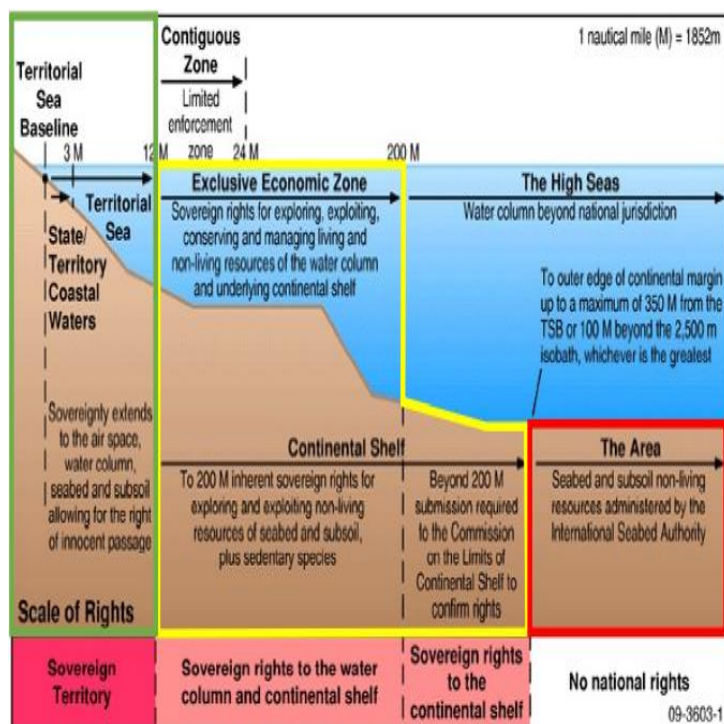 Contiguous
Zone
Limited
enforcement
zone
24 M
1 nautical mile (M) = 1852m
Territorial
Sea
Baseline
3 M
12 M
200 M
Territorial
Sea
State/
Territory
Coastal
Waters
Exclusive Economic Zone
Sovereign rights for exploring, exploiting,
conserving and managing living and
non-living resources of the water column
and underlying continental shelf
The High Seas
Water column beyond national jurisdiction
To outer edge of continental margin
up to a maximum of 350 M from the
TSB or 100 M beyond the 2,500 m
isobath, whichever is the greatest
Sovereignty extends
to the air space,
water column,
seabed and subsoil
allowing for the right
of innocent passage
Continental Shelf
To 200 M inherent sovereign rights for
exploring and exploiting non-living
resources of seabed and subsoil,
plus sedentary species
Beyond 200 M
submission required
to the Commission
on the Limits of
Continental Shelf to
confirm rights
The Area
Seabed and subsoil non-living
resources administered by the
International Seabed Authority
Scale of Rights
Sovereign
Territory
Sovereign rights to the water
column and continental shelf
Sovereign rights
to the
continental shelf
No national rights
09-3603-1